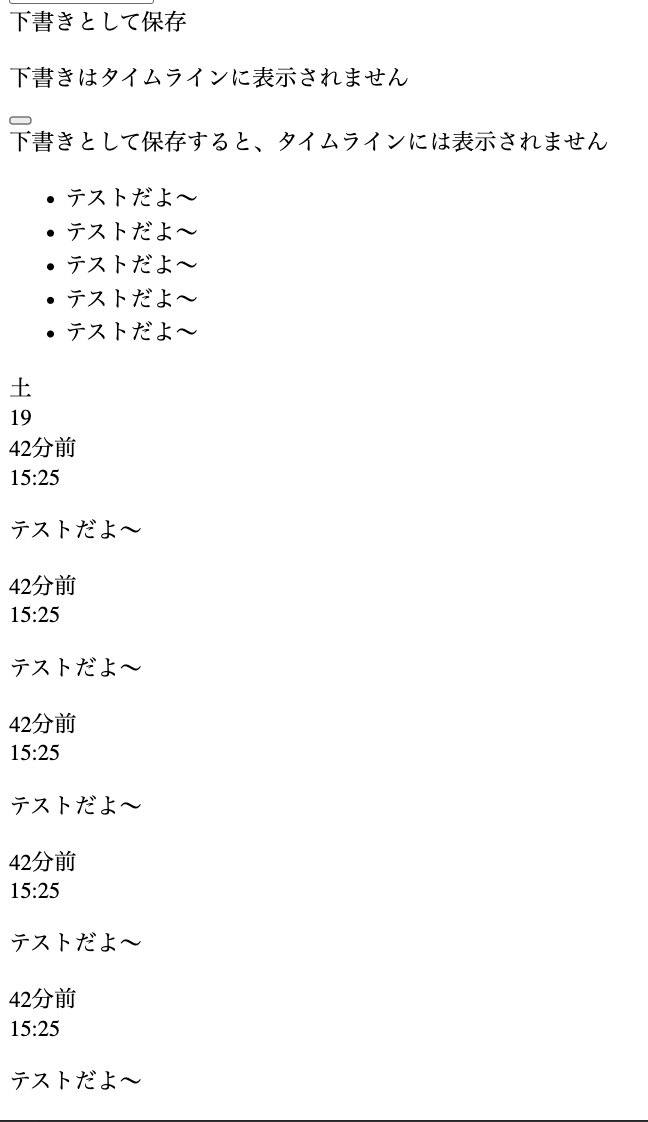 下書きとして保存
下書きはタイムラインに表示されません
下書きとして保存すると、タイムラインには表示されません
• テストだよ〜
• テストだよ〜
• テストだよ〜
• テストだよ〜
• テストだよ〜
土
19
42分前
15:25
テストだよ〜
42分前
15:25
テストだよ〜
42分前
15:25
テストだよ〜
42分前
15:25
テストだよ〜
42分前
15:25
テストだよ〜